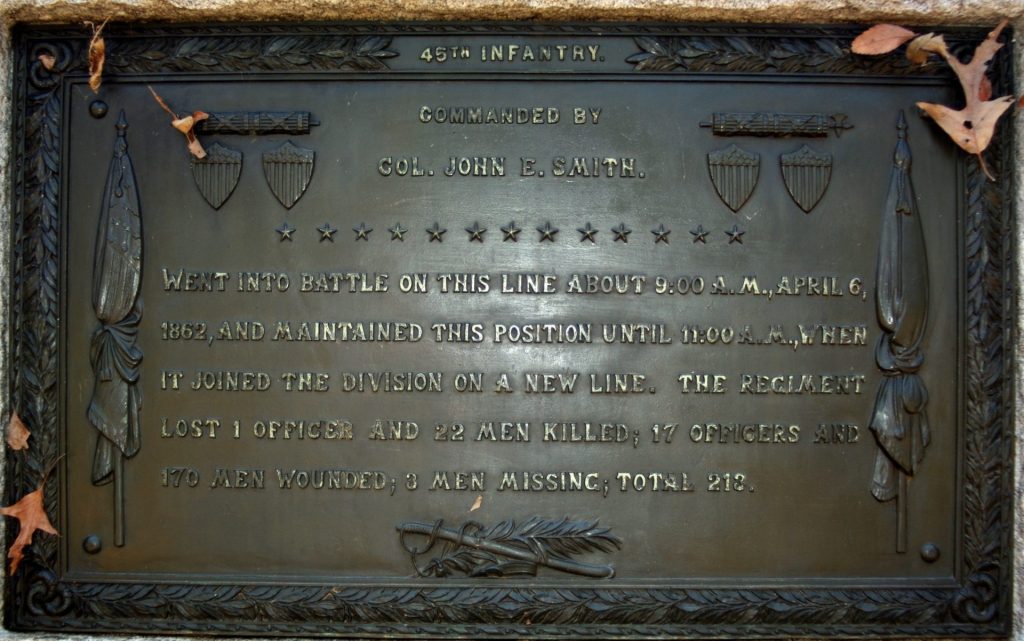 45TH INFANTRY.
COMMANDED BY
COL. JOHN E. SMITH.
WENT INTO BATTLE ON THIS LINE ABOUT 9:00 A.M., APRIL 6,
1862, AND MAINTAINED THIS POSITION UNTIL 11:00 A.M., WHEN
IT JOINED THE DIVISION ON A NEW LINE. THE REGIMENT
LOST 1 OFFICER AND 22 MEN KILLED; 17 OFFICERS AND
170 MEN WOUNDED; 3 MEN MISSING; TOTAL 213.